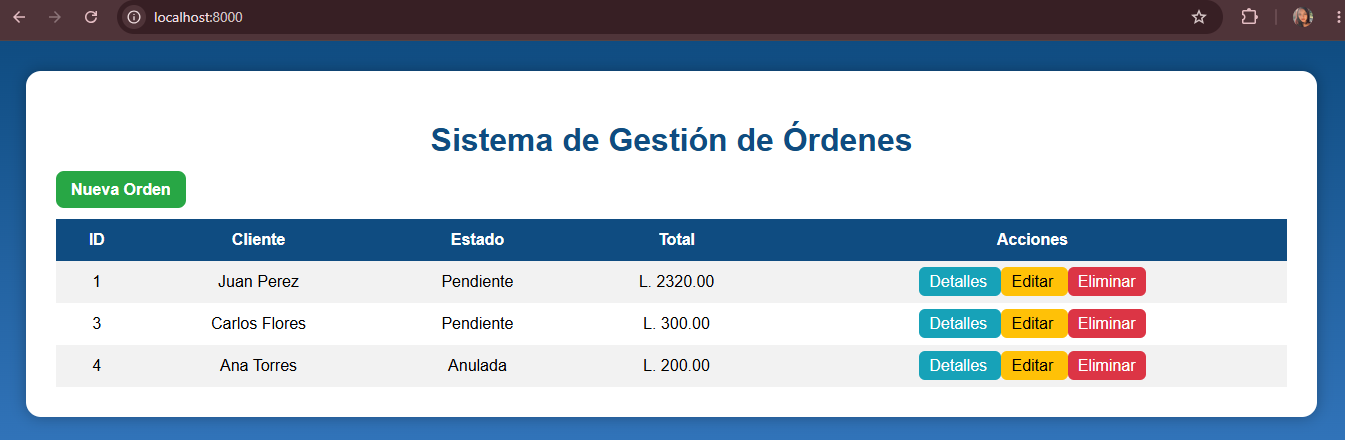 localhost:8000
Sistema de Gestión de Órdenes
Nueva Orden
ID Cliente Estado Total Acciones
1 Juan Perez Pendiente L. 2320.00 Detalles Editar Eliminar
3 Carlos Flores Pendiente L. 300.00 Detalles Editar Eliminar
4 Ana Torres Anulada L. 200.00 Detalles Editar Eliminar